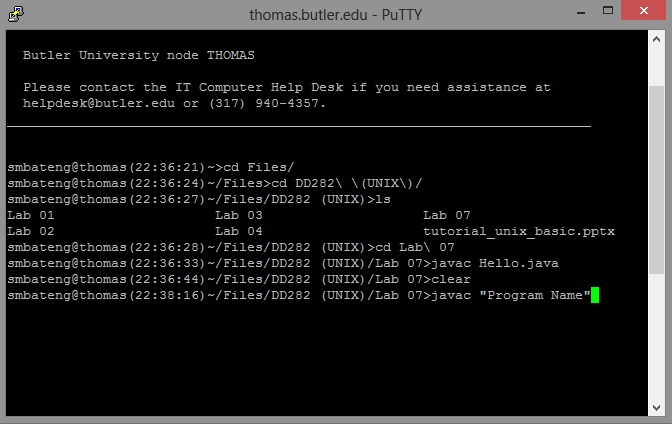 thomas.butler.edu - PuTTY
Butler University node THOMAS
Please contact the IT Computer Help Desk if you need assistance at
helpdesk@butler.edu or (317) 940-4357.
smbateng@thomas(22:36:21)~>cd Files/
smbateng@thomas(22:36:24)~/Files>cd DD282\ \(UNIX\)/
smbateng@thomas(22:36:27)~/Files/DD282 (UNIX)>ls
Lab 01 Lab 03 Lab 07
Lab 02 Lab 04 tutorial_unix_basic.pptx
smbateng@thomas(22:36:28)~/Files/DD282 (UNIX)>cd Lab\ 07
smbateng@thomas(22:36:33)~/Files/DD282 (UNIX)/Lab 07>javac Hello.java
smbateng@thomas(22:36:44)~/Files/DD282 (UNIX)/Lab 07>clear
smbateng@thomas(22:38:16)~/Files/DD282 (UNIX)/Lab 07>javac "Program Name"